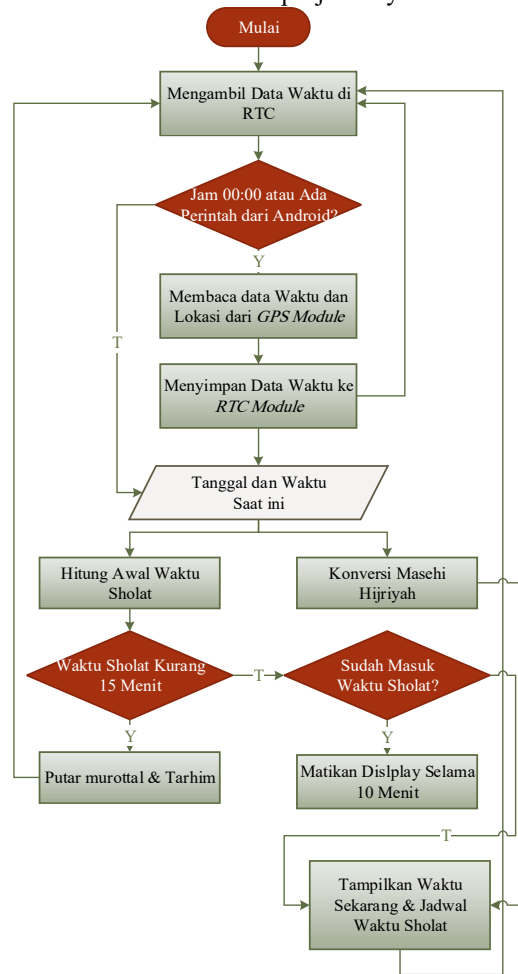 Mulai
Mengambil Data Waktu di
RTC
Jam 00:00 atau Ada
Perintah dari Android?
Y
T
Membaca data Waktu dan
Lokasi dari GPS Module
Menyimpan Data Waktu ke
RTC Module
Tanggal dan Waktu
Saat ini
Hitung Awal Waktu
Sholat
Konversi Masehi
Hijriyah
Waktu Sholat Kurang
15 Menit
T
Sudah Masuk
Waktu Sholat?
Y
Y
Putar murottal & Tarhim
Matikan Dislplay Selama
10 Menit
T
Tampilkan Waktu
Sekarang & Jadwal
Waktu Sholat